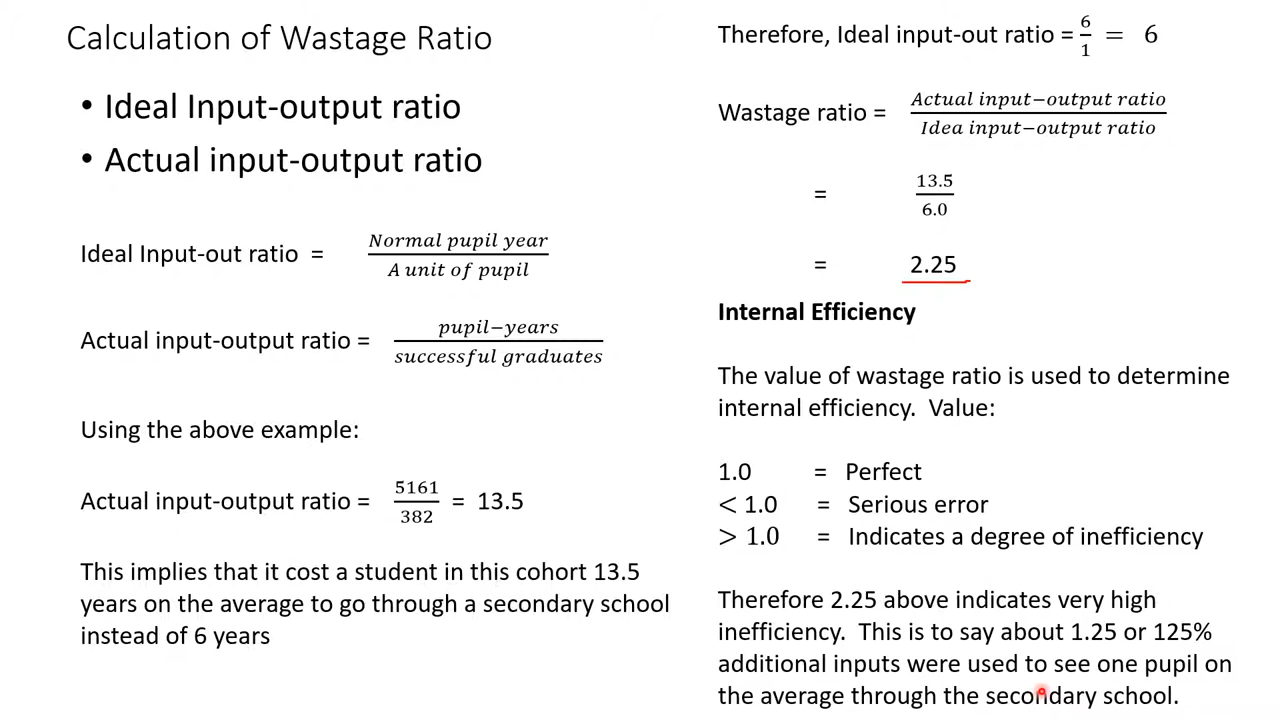 Calculation of Wastage Ratio
• Ideal Input-output ratio
• Actual input-output ratio
Ideal Input-out ratio = Normal pupil year / A unit of pupil
Actual input-output ratio = pupil−years / successful graduates
Using the above example:
Actual input-output ratio = 5161 / 382 = 13.5
This implies that it cost a student in this cohort 13.5
years on the average to go through a secondary school
instead of 6 years
Therefore, Ideal input-out ratio = 6 / 1 = 6
Wastage ratio = Actual input−output ratio / Idea input−output ratio
= 13.5 / 6.0
= 2.25
Internal Efficiency
The value of wastage ratio is used to determine
internal efficiency. Value:
1.0 = Perfect
< 1.0 = Serious error
> 1.0 = Indicates a degree of inefficiency
Therefore 2.25 above indicates very high
inefficiency. This is to say about 1.25 or 125%
additional inputs were used to see one pupil on
the average through the secondary school.